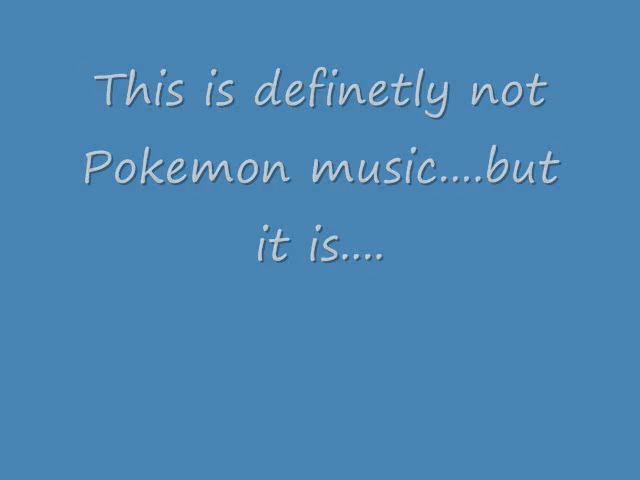 This is definetly not
Pokemon music....but
it is....